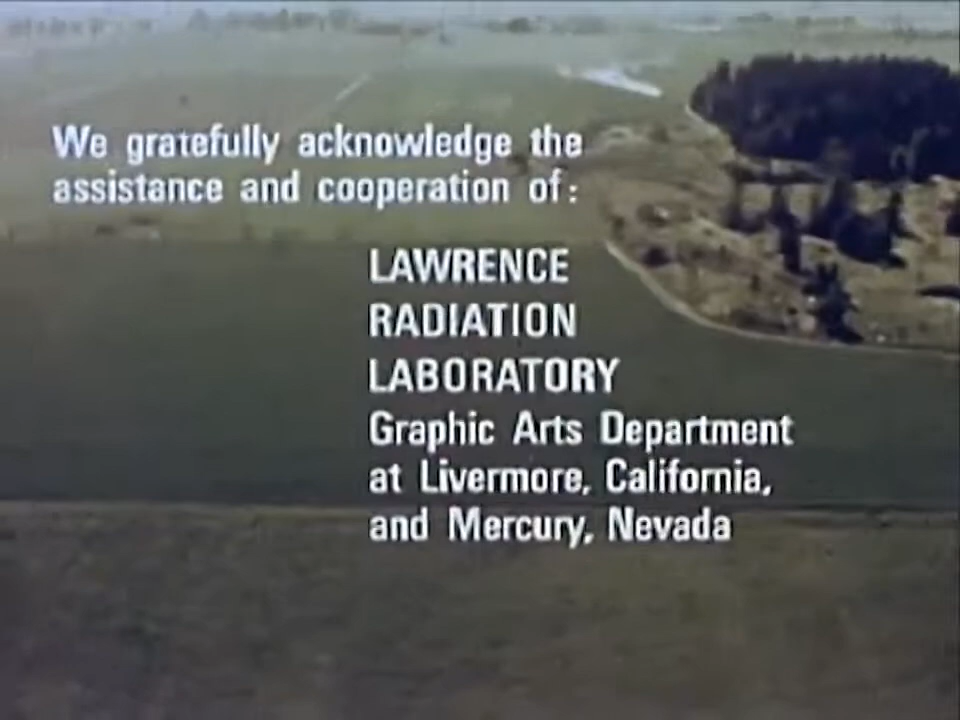 We gratefully acknowledge the
assistance and cooperation of:
LAWRENCE
RADIATION
LABORATORY
Graphic Arts Department
at Livermore, California,
and Mercury, Nevada